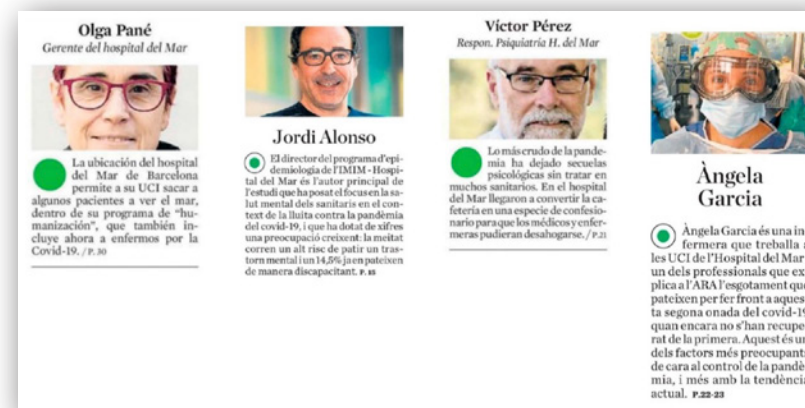 Olga Pané
Gerente del hospital del Mar
La ubicación del hospital
del Mar de Barcelona
permite a su UCI sacar a
algunos pacientes a ver el mar,
dentro de su programa de “hu-
manización”, que también in-
cluye ahora a enfermos por la
Covid-19. / P. 30
Jordi Alonso
El director del programa d’epi-
demiologia de l’IMIM - Hospi-
tal del Mar és l’autor principal de
l’estudi que ha posat el focus en la sa-
lut mental dels sanitaris en el con-
text de la lluita contra la pandèmia
del covid-19, i que ha dotat de xifres
una preocupació creixent: la meitat
corren un alt risc de patir un tras-
torn mental i un 14,5% ja en pateixen
de manera discapacitant. P. 15
Víctor Pérez
Respon. Psiquiatría H. del Mar
Lo más crudo de la pande-
mia ha dejado secuelas
psicológicas sin tratar en
muchos sanitarios. En el hospital
del Mar llegaron a convertir la ca-
fetería en una especie de confesio-
nario para que los médicos y enfer-
meras pudieran desahogarse. / P.21
Àngela
Garcia
Àngela Garcia és una in
fermera que treballa a
les UCI de l’Hospital del Mar
un dels professionals que ex
plica a l’ARA l’esgotament que
pateixen per fer front a aques
ta segona onada del covid-19
quan encara no s’han recupe
rat de la primera. Aquest és un
dels factors més preocupants
de cara al control de la pandè
mia, i més amb la tendència
actual. P.22-23